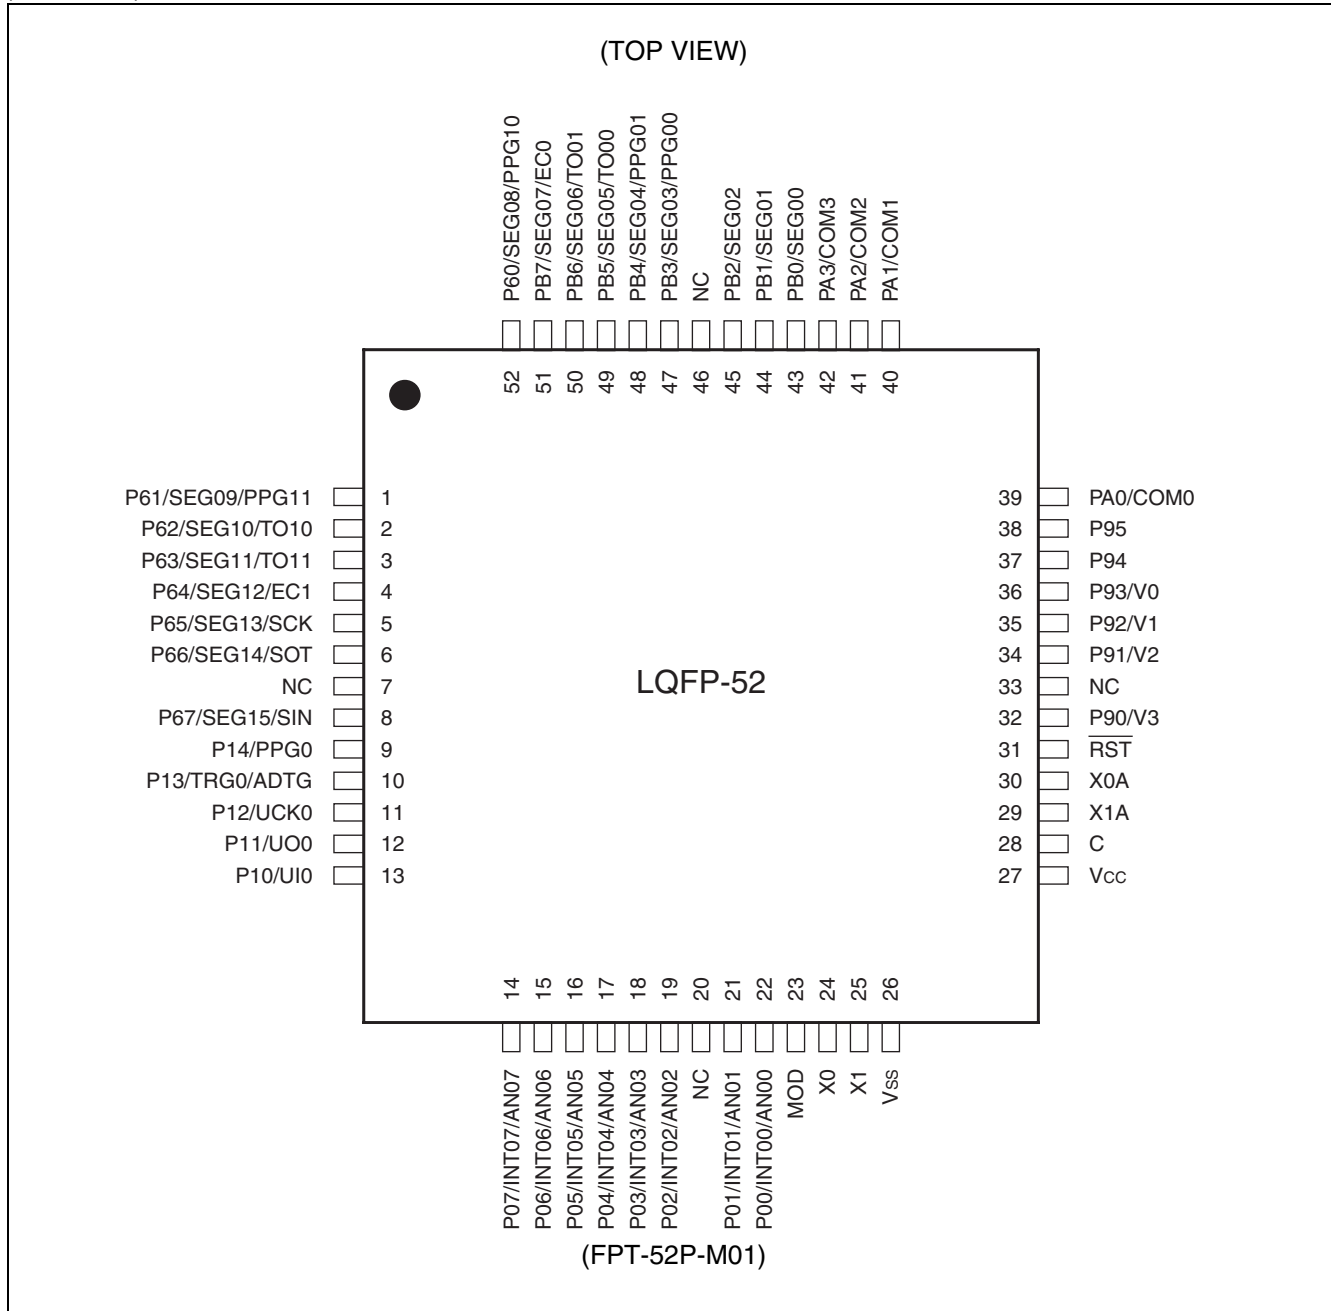 (TOP VIEW)
P60/SEG08/PPG10
PB7/SEG07/EC0
PB6/SEG06/TO01
PB5/SEG05/TO00
PB4/SEG04/PPG01
PB3/SEG03/PPG00
NC
PB2/SEG02
PB1/SEG01
PB0/SEG00
PA3/COM3
PA2/COM2
PA1/COM1
52 51 50 49 48 47 46 45 44 43 42 41 40
P61/SEG09/PPG11 1
P62/SEG10/TO10 2
P63/SEG11/TO11 3
P64/SEG12/EC1 4
P65/SEG13/SCK 5
P66/SEG14/SOT 6
NC 7
P67/SEG15/SIN 8
P14/PPG0 9
P13/TRG0/ADTG 10
P12/UCK0 11
P11/UO0 12
P10/UI0 13
LQFP-52
39 PA0/COM0
38 P95
37 P94
36 P93/V0
35 P92/V1
34 P91/V2
33 NC
32 P90/V3
31 RST
30 X0A
29 X1A
28 C
27 Vcc
14 15 16 17 18 19 20 21 22 23 24 25 26
P07/INT07/AN07
P06/INT06/AN06
P05/INT05/AN05
P04/INT04/AN04
P03/INT03/AN03
P02/INT02/AN02
NC
P01/INT01/AN01
P00/INT00/AN00
MOD
X0
X1
Vss
(FPT-52P-M01)